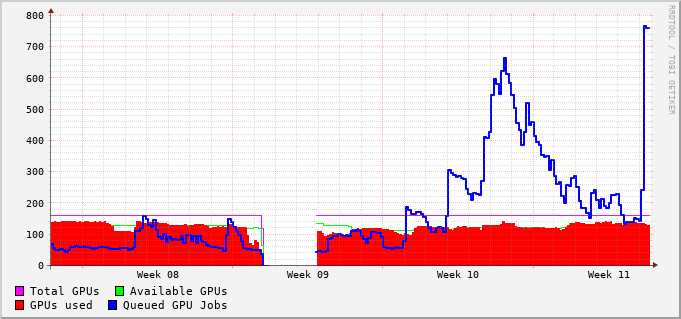 800
700
600
500
400
300
200
100
0
Week 08 Week 09 Week 10 Week 11
Total GPUs Available GPUs
GPUs used Queued GPU Jobs
RRDTOOL / TOBI OETIKER